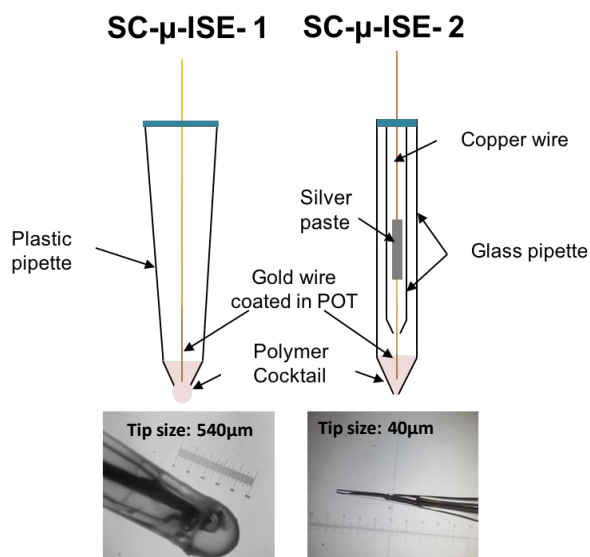 SC-µ-ISE- 1
SC-µ-ISE- 2
Copper wire
Silver
paste
Plastic
pipette
Glass pipette
Gold wire
coated in POT
Polymer
Cocktail
Tip size: 540µm
Tip size: 40µm